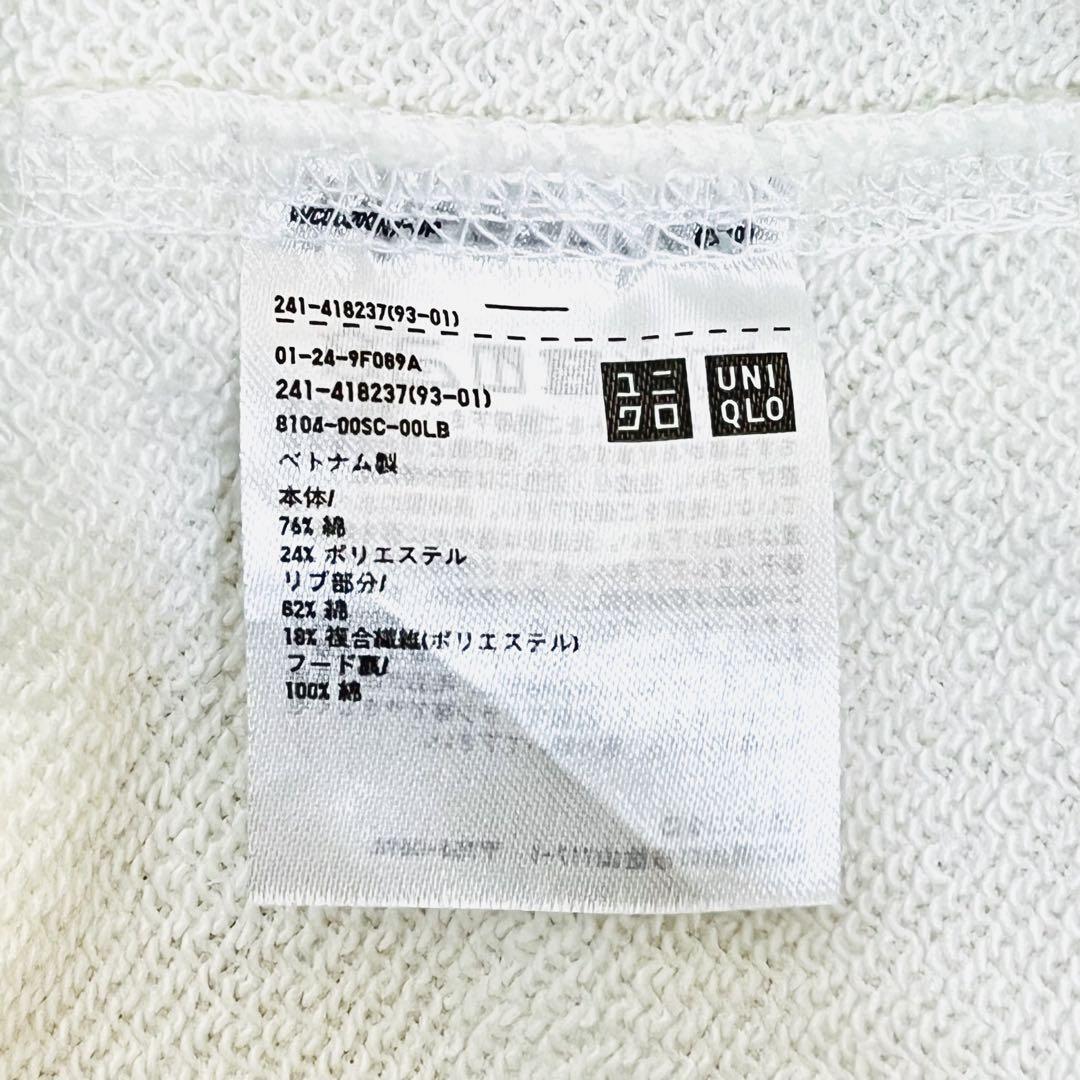 241-418237(93-01)
01-24-9F089A
241-418237(93-01)
8104-00SC-00LB
ユニ
クロ
UNI
QLO
ベトナム製
本体/
76% 綿
24% ポリエステル
リブ部分/
82% 綿
18% 複合繊維(ポリエステル)
フード裏/
100% 綿